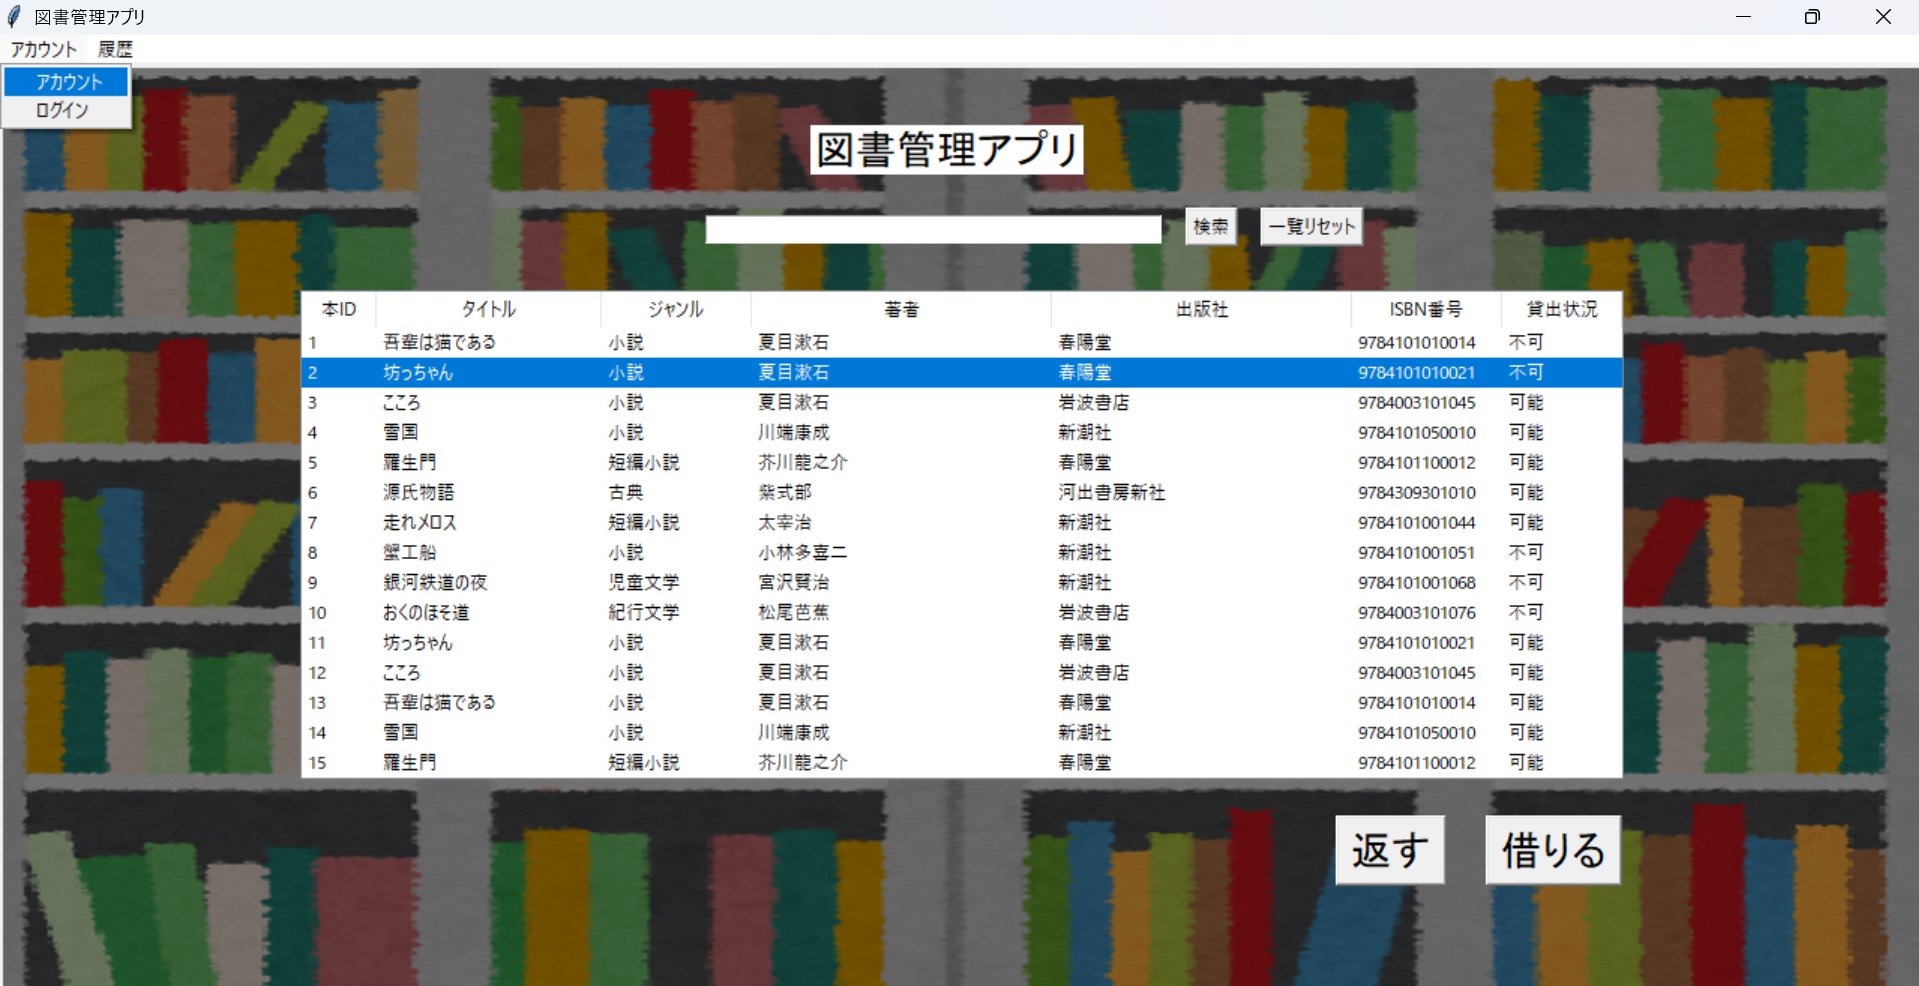 図書管理アプリ
アカウント 履歴
アカウント
ログイン
図書管理アプリ
検索 一覧リセット
本ID タイトル ジャンル 著者 出版社 ISBN番号 貸出状況
1 吾輩は猫である 小説 夏目漱石 春陽堂 9784101010014 不可
2 坊っちゃん 小説 夏目漱石 春陽堂 9784101010021 不可
3 こころ 小説 夏目漱石 岩波書店 9784003101045 可能
4 雪国 小説 川端康成 新潮社 9784101050010 可能
5 羅生門 短編小説 芥川龍之介 春陽堂 9784101100012 可能
6 源氏物語 古典 紫式部 河出書房新社 9784309301010 可能
7 走れメロス 短編小説 太宰治 新潮社 9784101001044 可能
8 蟹工船 小説 小林多喜二 新潮社 9784101001051 不可
9 銀河鉄道の夜 児童文学 宮沢賢治 新潮社 9784101001068 不可
10 おくのほそ道 紀行文学 松尾芭蕉 岩波書店 9784003101076 不可
11 坊っちゃん 小説 夏目漱石 春陽堂 9784101010021 可能
12 こころ 小説 夏目漱石 岩波書店 9784003101045 可能
13 吾輩は猫である 小説 夏目漱石 春陽堂 9784101010014 可能
14 雪国 小説 川端康成 新潮社 9784101050010 可能
15 羅生門 短編小説 芥川龍之介 春陽堂 9784101100012 可能
返す 借りる